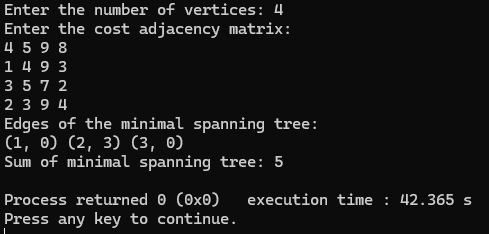 Enter the number of vertices: 4
Enter the cost adjacency matrix:
4 5 9 8
1 4 9 3
3 5 7 2
2 3 9 4
Edges of the minimal spanning tree:
(1, 0) (2, 3) (3, 0)
Sum of minimal spanning tree: 5
Process returned 0 (0x0)   execution time : 42.365 s
Press any key to continue.